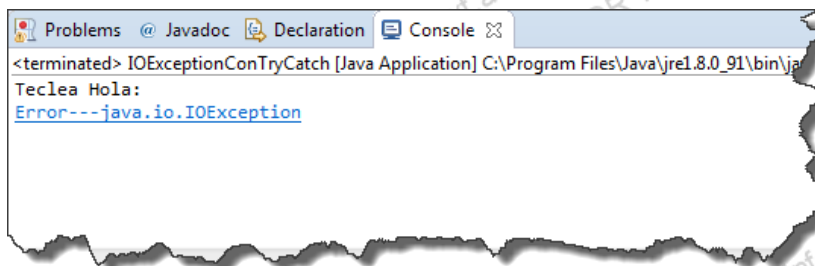 Problems @ Javadoc Declaration Console
<terminated> IOExceptionConTryCatch [Java Application] C:\Program Files\Java\jre1.8.0_91\bin\ja
Teclea Hola:
Error---java.io.IOException